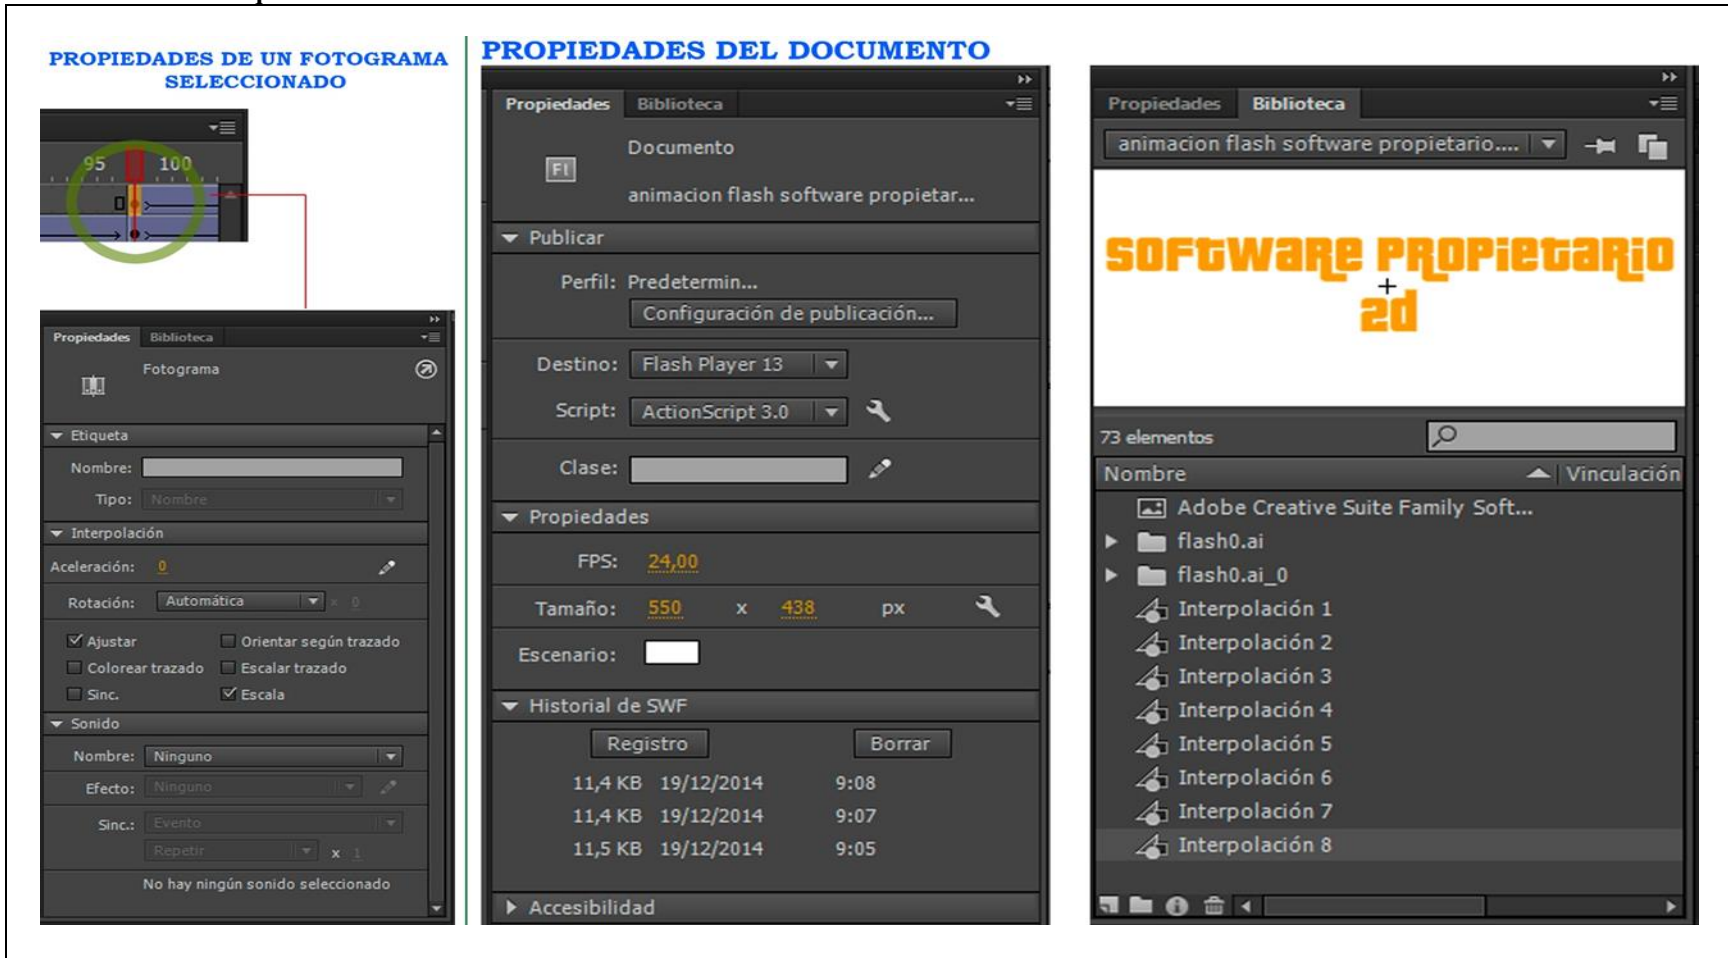 PROPIEDADES DE UN FOTOGRAMA
SELECCIONADO
95 100
Propiedades Biblioteca
Fotograma
Etiqueta
Nombre:
Tipo: Nombre
Interpolación
Aceleración: 0
Rotación: Automática x 0
Ajustar Orientar según trazado
Colorear trazado Escalar trazado
Sinc. Escala
Sonido
Nombre: Ninguno
Efecto: Ninguno
Sinc.: Evento
Repetir x 1
No hay ningún sonido seleccionado
PROPIEDADES DEL DOCUMENTO
Propiedades Biblioteca
Fl
Documento
animacion flash software propietar...
Publicar
Perfil: Predetermin...
Configuración de publicación...
Destino: Flash Player 13
Script: ActionScript 3.0
Clase:
Propiedades
FPS: 24,00
Tamaño: 550 x 438 px
Escenario:
Historial de SWF
Registro Borrar
11,4 KB 19/12/2014 9:08
11,4 KB 19/12/2014 9:07
11,5 KB 19/12/2014 9:05
Accesibilidad
Propiedades Biblioteca
animacion flash software propietario....
SOFTWARE PROPIETARIO
2d
73 elementos
Nombre Vinculación
Adobe Creative Suite Family Soft...
flash0.ai
flash0.ai_0
Interpolación 1
Interpolación 2
Interpolación 3
Interpolación 4
Interpolación 5
Interpolación 6
Interpolación 7
Interpolación 8